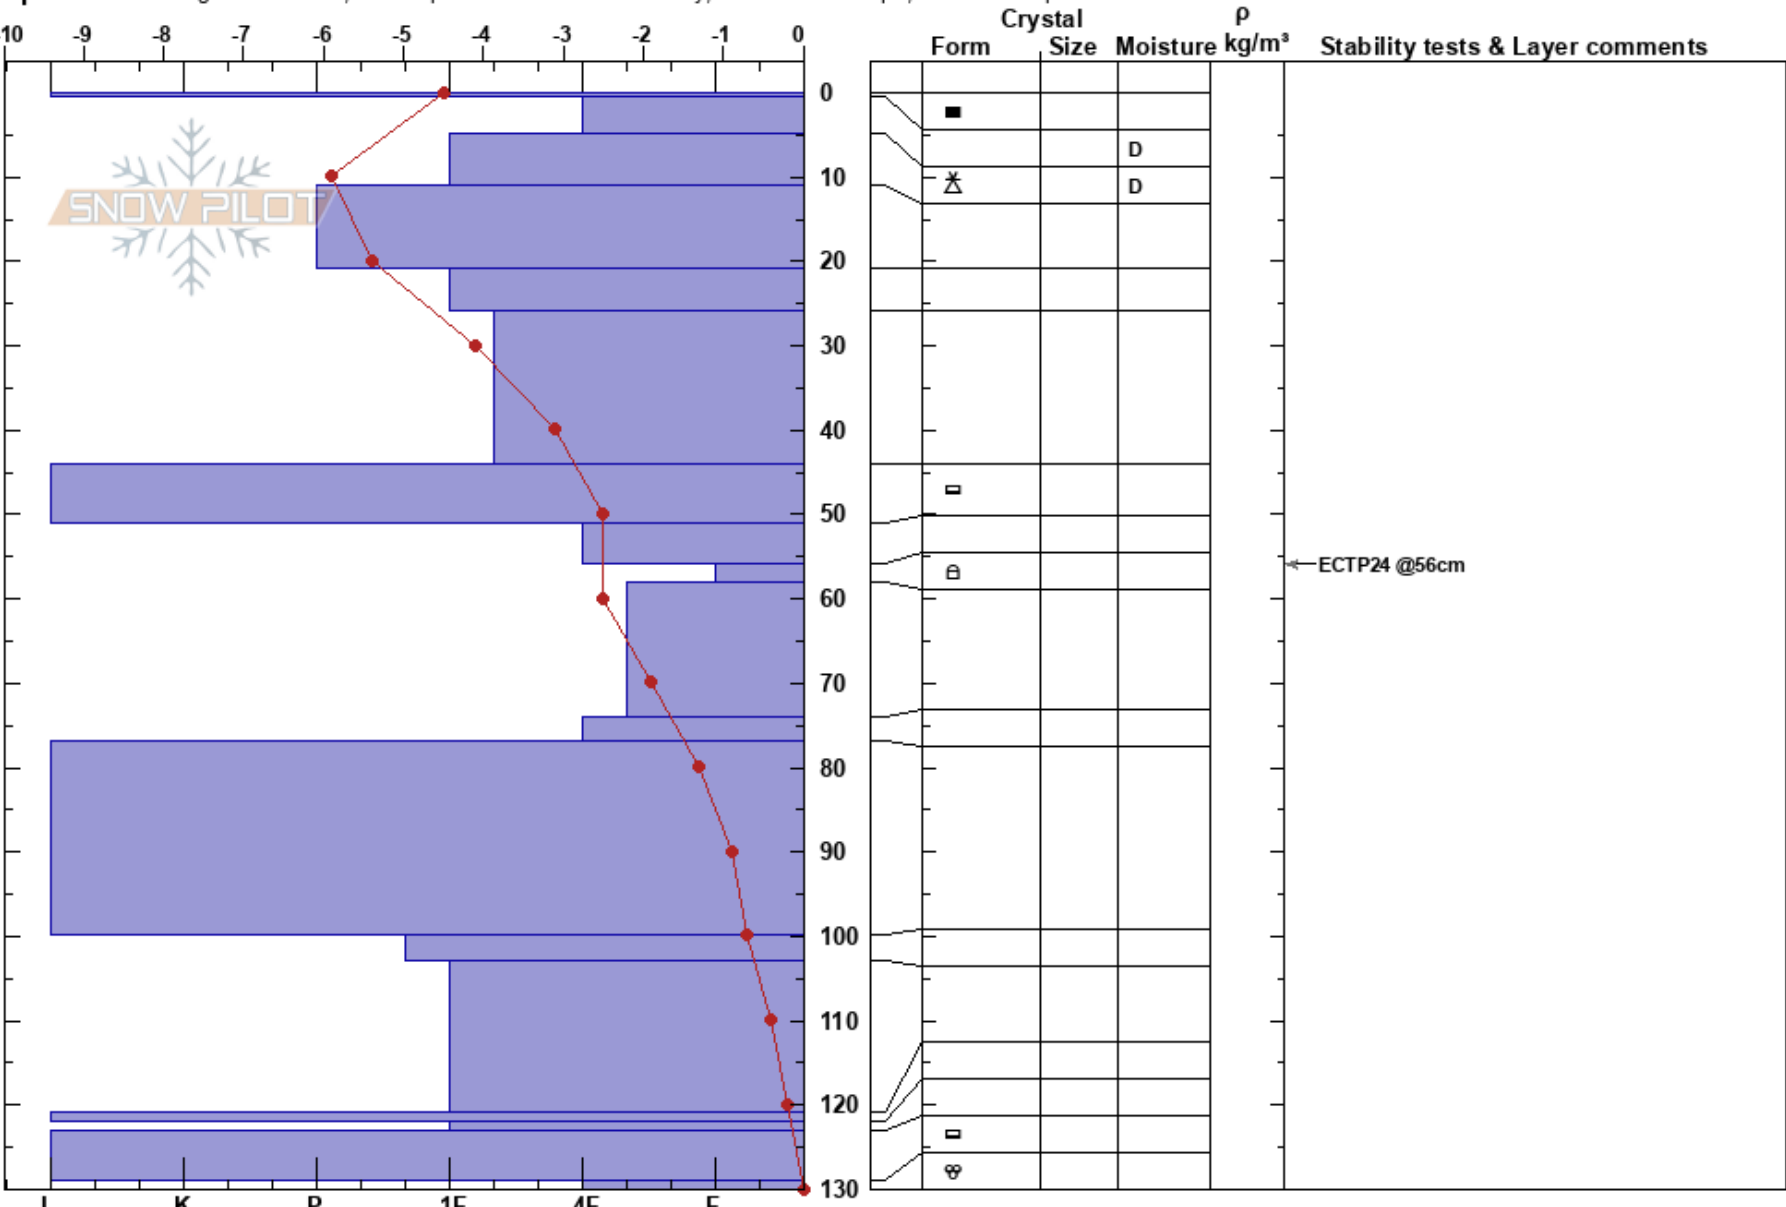 Crystal ρ
-10 -9 -8 -7 -6 -5 -4 -3 -2 -1 0 Form Size Moisture kg/m³ Stability tests & Layer comments
0
D
10 D
SNOW PILOT
20
30
40
50
ECTP24 @56cm
60
70
80
90
100
110
120
130
I K P 1F 4F F